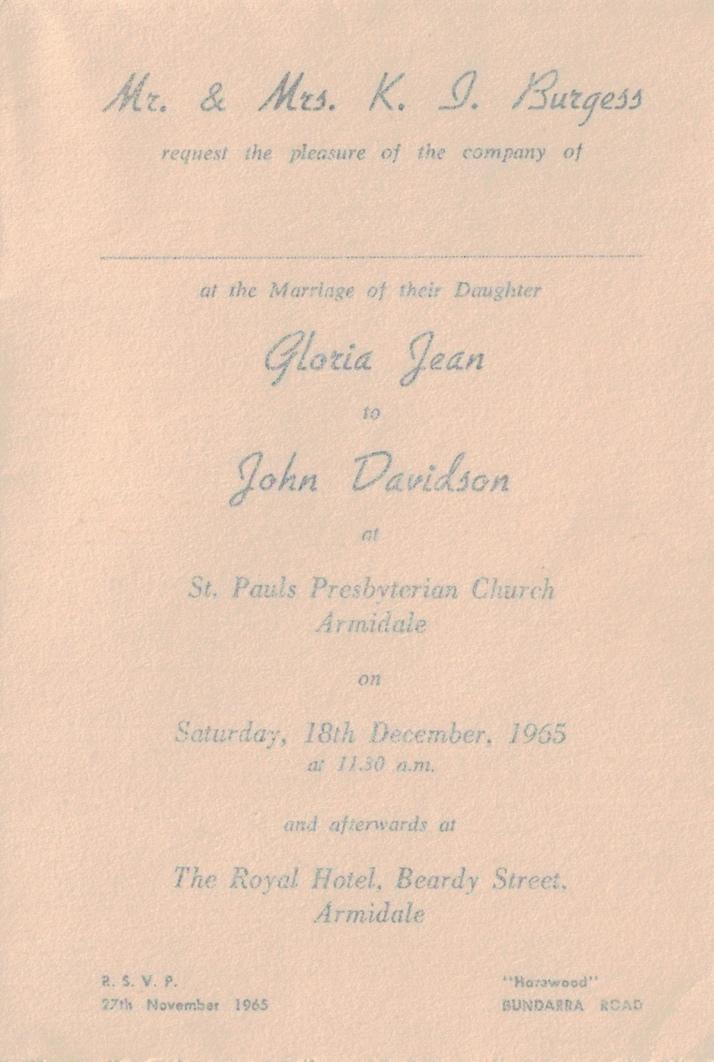 Mr. & Mrs. K. I. Burgess
request the pleasure of the company of
at the Marriage of their Daughter
Gloria Jean
to
John Davidson
at
St. Pauls Presbyterian Church
Armidale
on
Saturday, 18th December, 1965
at 11.30 a.m.
and afterwards at
The Royal Hotel, Beardy Street,
Armidale
R. S. V. P.
27th November 1965
BUNDARRA ROAD